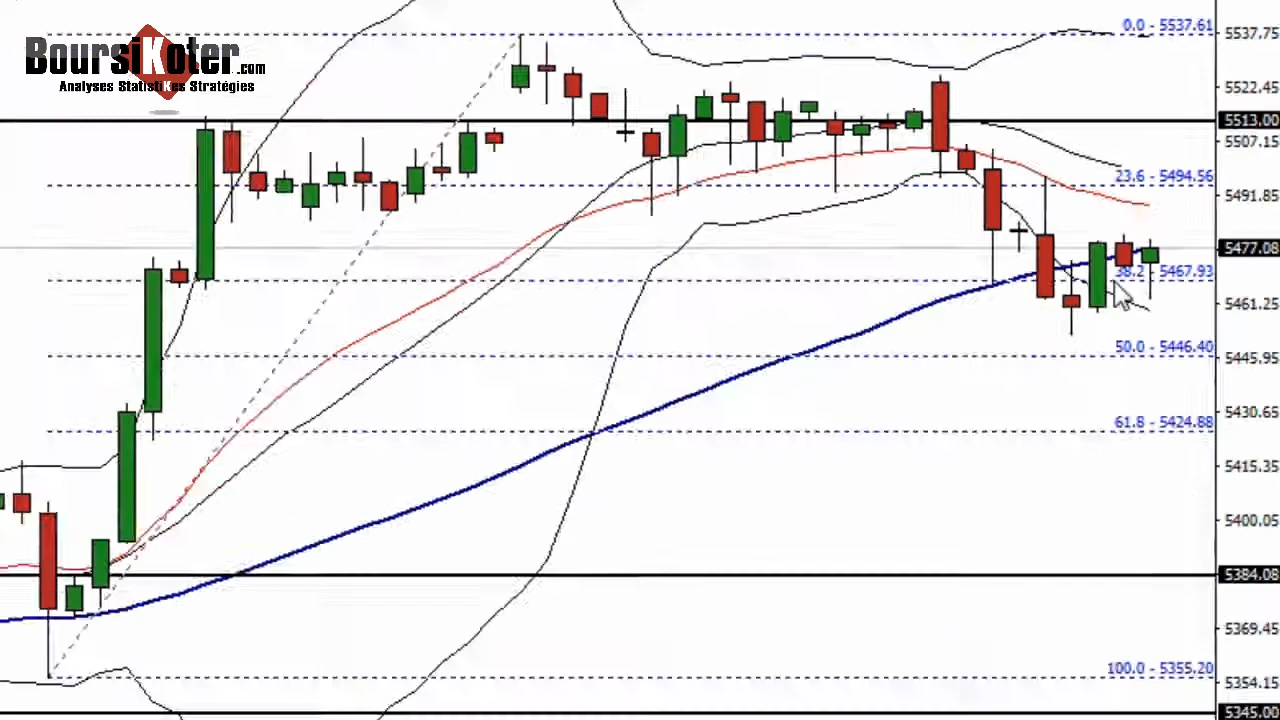 BoursiKoter.com
Analyses StatistiKes Stratégies
0.0 - 5537.61
5537.75
5522.45
5513.00
5507.15
23.6 - 5494.56
5491.85
5477.08
38.2 - 5467.93
5461.25
50.0 - 5446.40
5445.95
5430.65
61.8 - 5424.88
5415.35
5400.05
5384.08
5369.45
100.0 - 5355.20
5354.15
5345.00